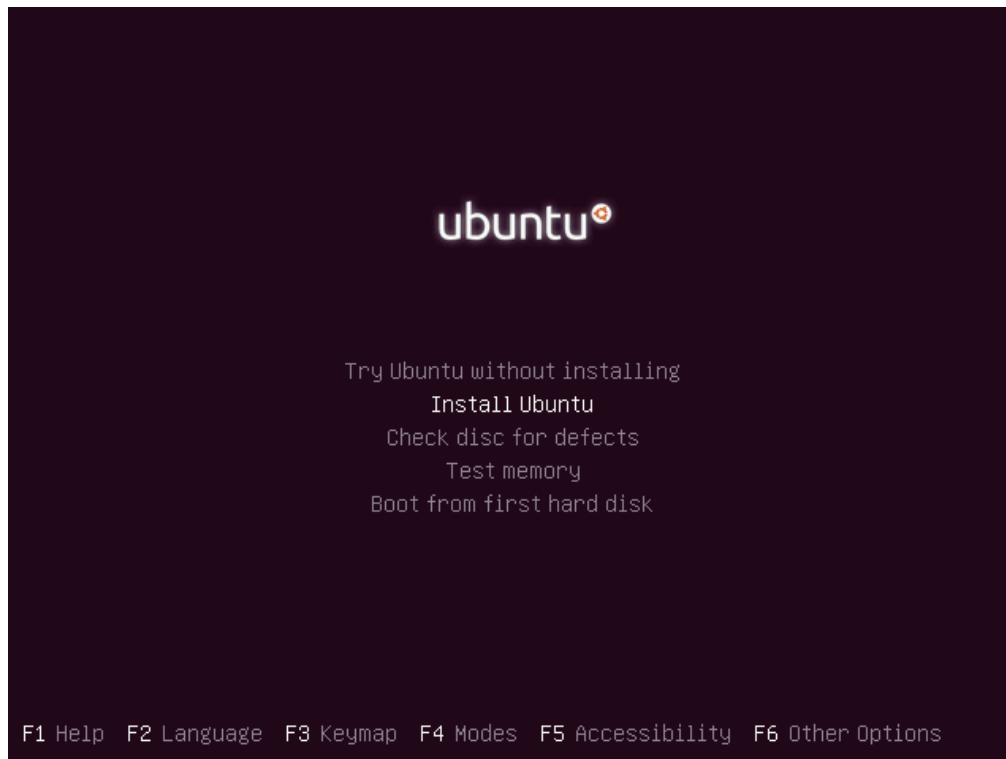 ubuntu
Try Ubuntu without installing
Install Ubuntu
Check disc for defects
Test memory
Boot from first hard disk
F1 Help F2 Language F3 Keymap F4 Modes F5 Accessibility F6 Other Options